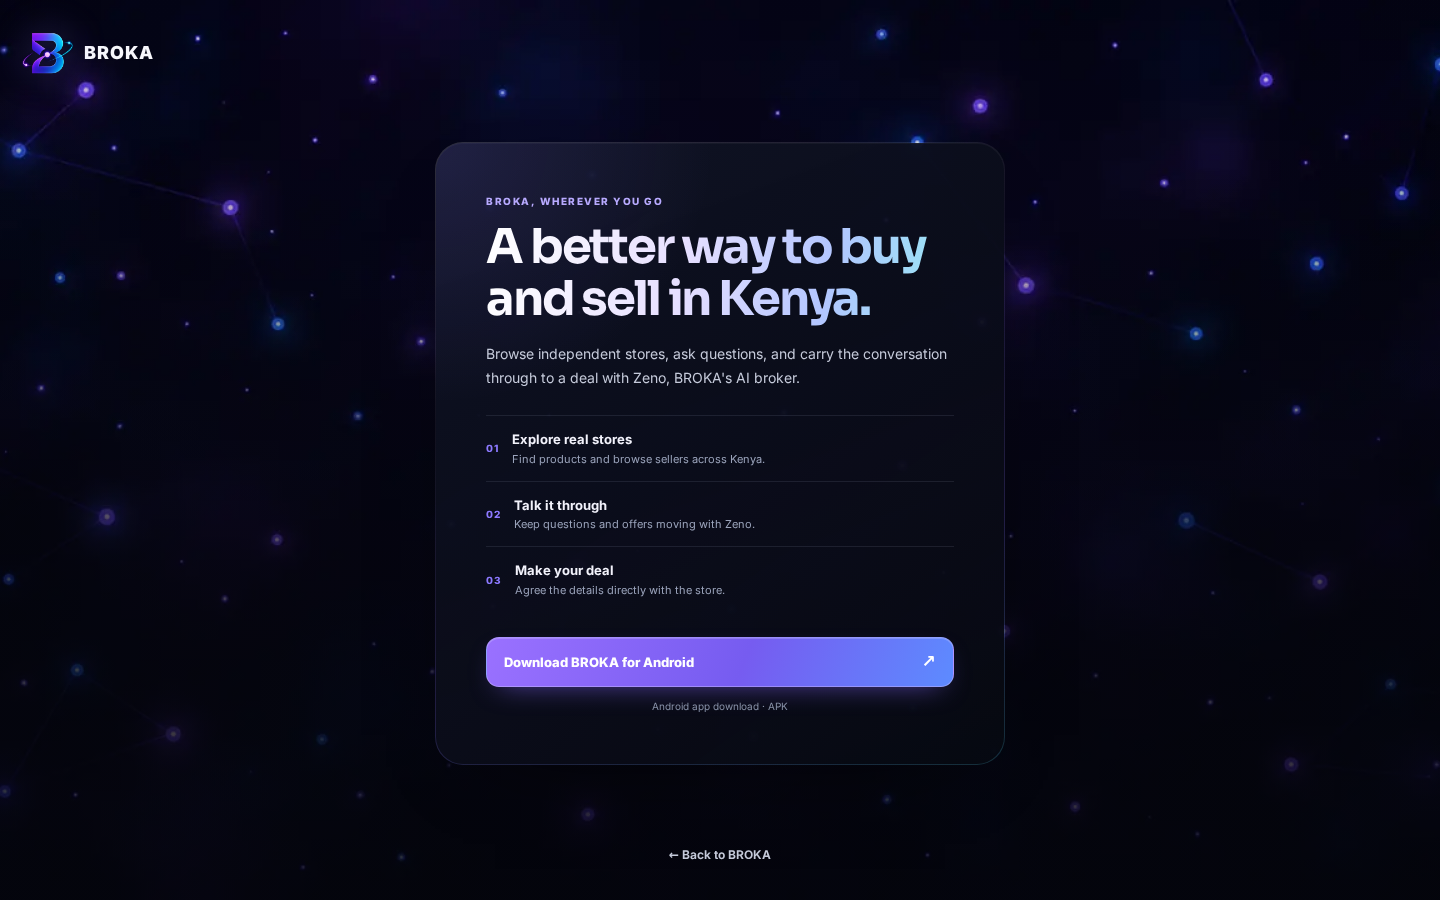 BROKA
BROKA, WHEREVER YOU GO
A better way to buy
and sell in Kenya.
Browse independent stores, ask questions, and carry the conversation
through to a deal with Zeno, BROKA's AI broker.
01
Explore real stores
Find products and browse sellers across Kenya.
02
Talk it through
Keep questions and offers moving with Zeno.
03
Make your deal
Agree the details directly with the store.
Download BROKA for Android ↗
Android app download · APK
← Back to BROKA